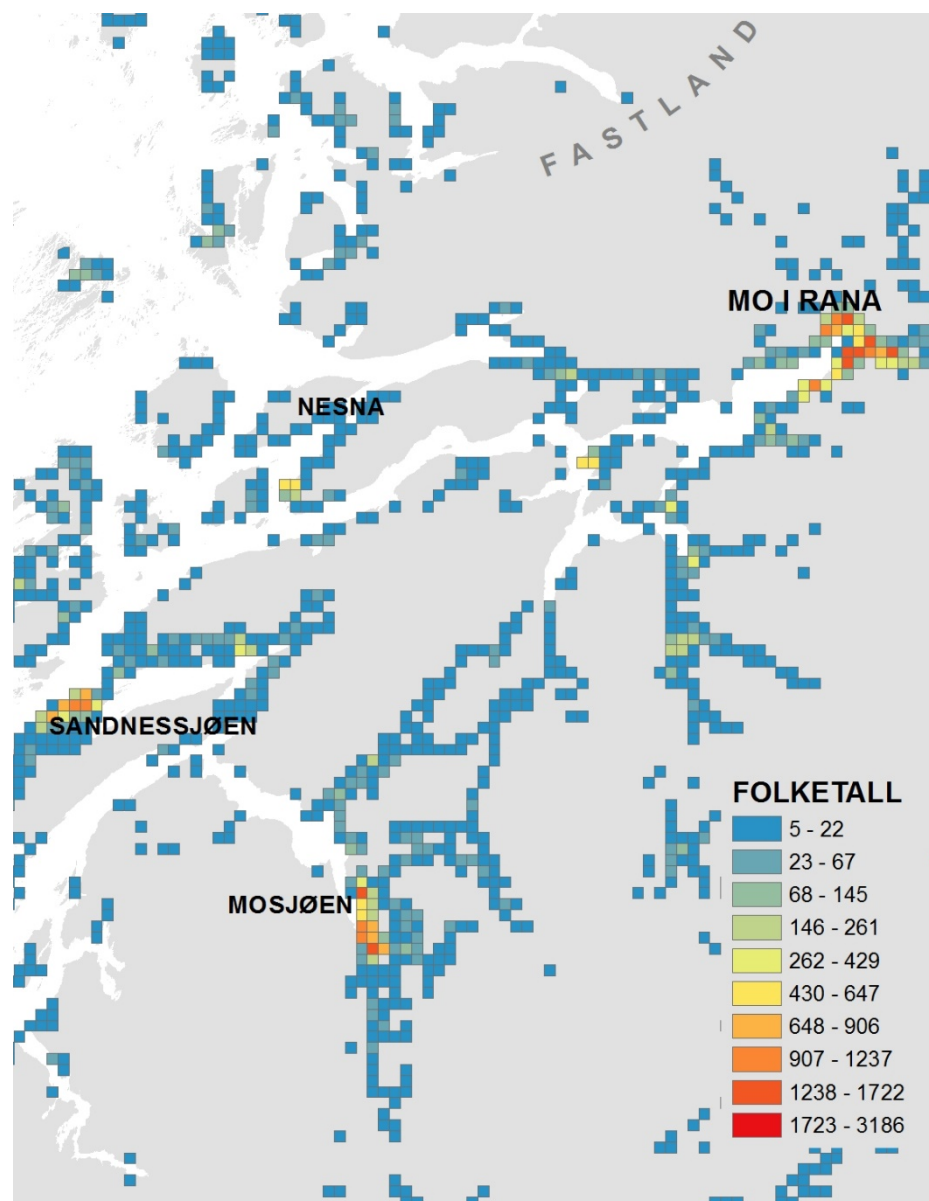 FASTLAND
MO I RANA
NESNA
SANDNESSJØEN
MOSJØEN
FOLKETALL
5 - 22
23 - 67
68 - 145
146 - 261
262 - 429
430 - 647
648 - 906
907 - 1237
1238 - 1722
1723 - 3186